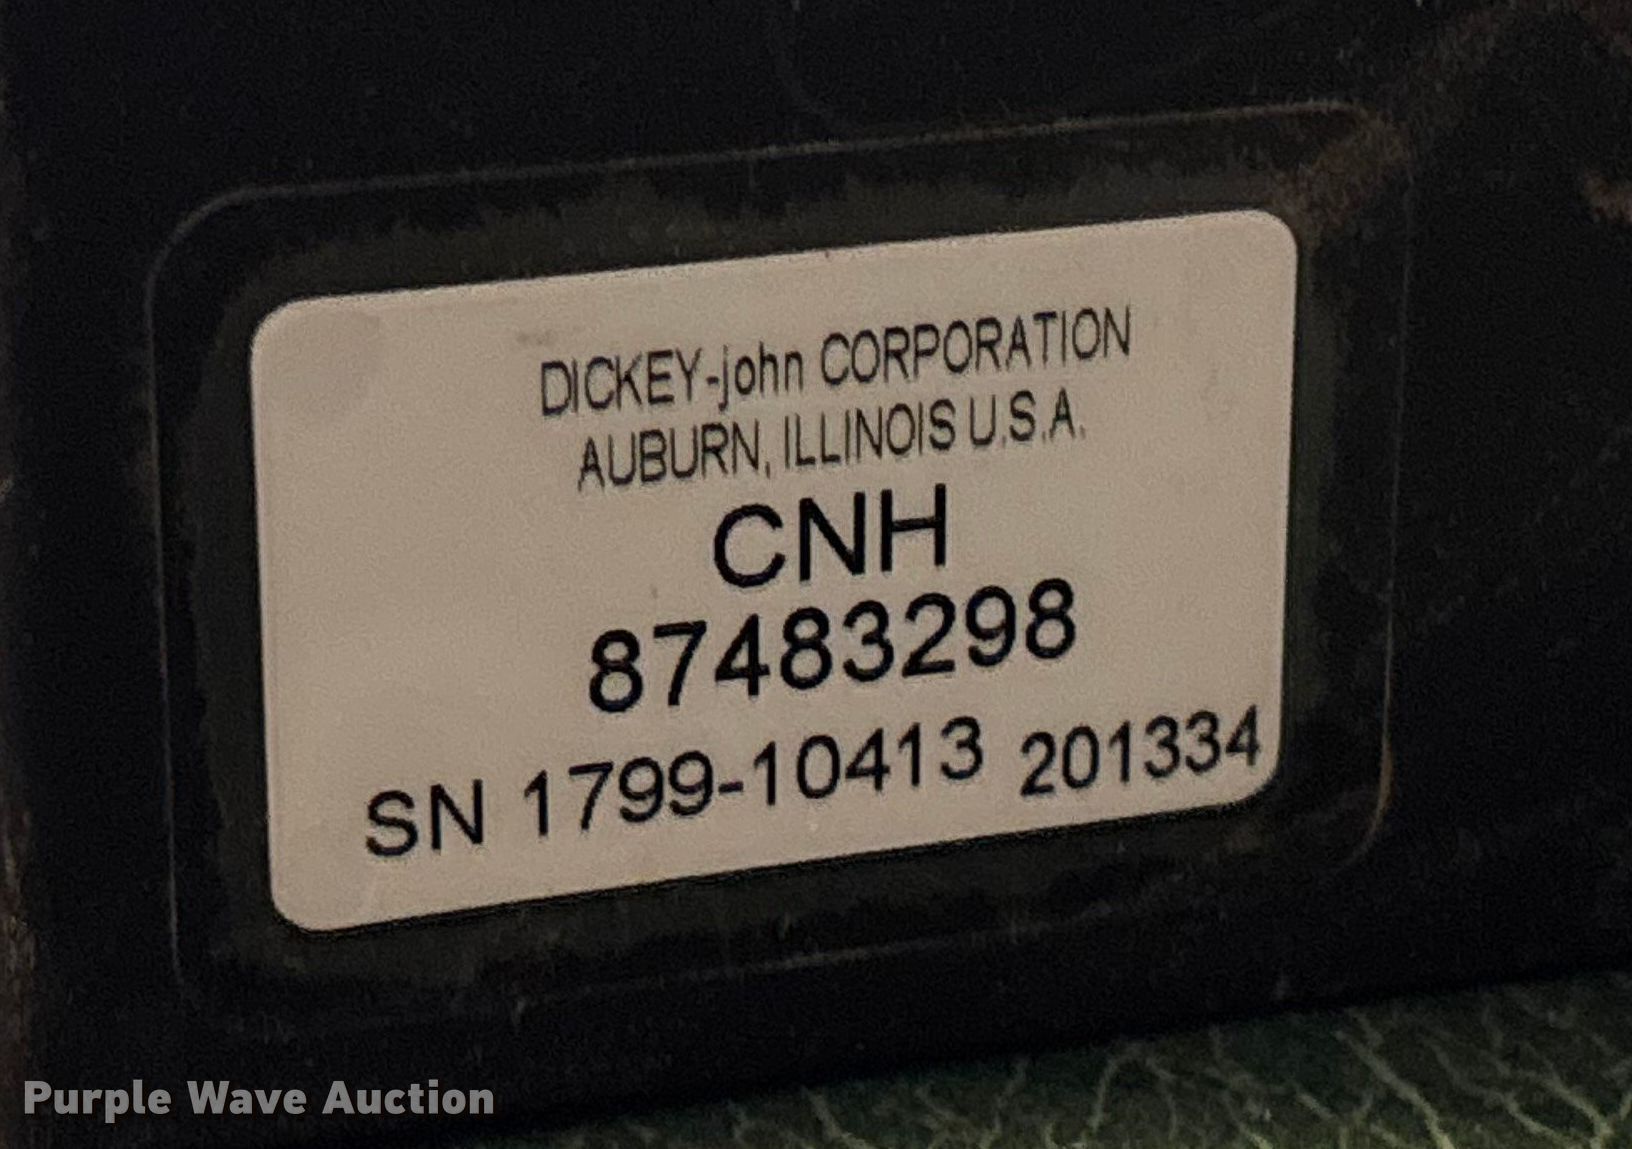 DICKEY-john CORPORATION
AUBURN, ILLINOIS U.S.A.
CNH
87483298
SN 1799-10413 201334
Purple Wave Auction